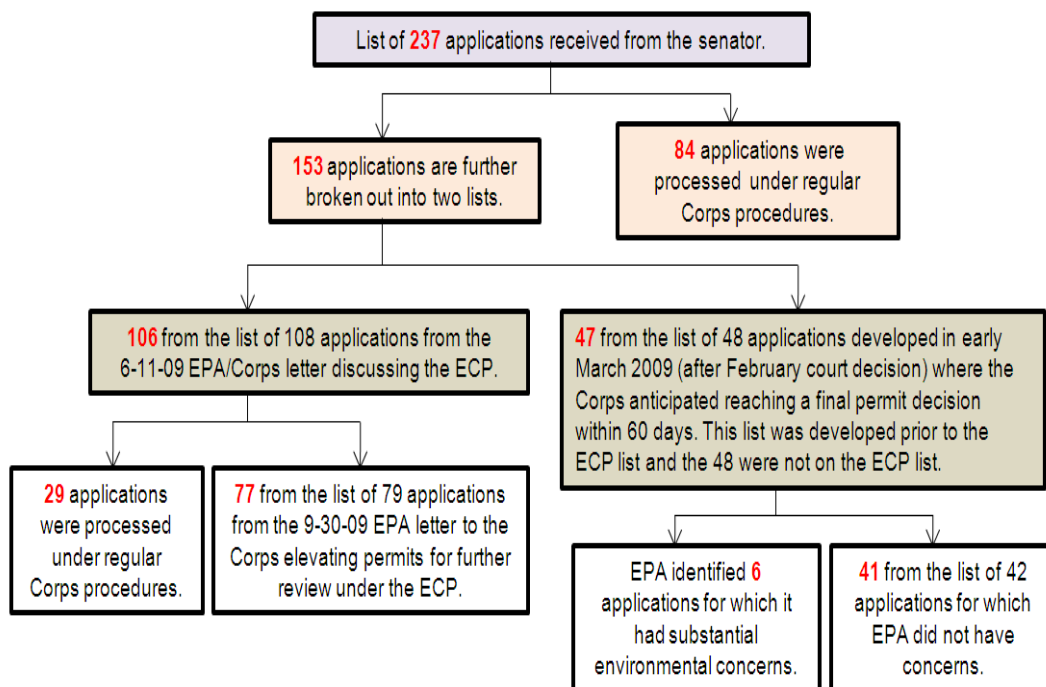 List of 237 applications received from the senator.
153 applications are further
broken out into two lists.
84 applications were
processed under regular
Corps procedures.
106 from the list of 108 applications from the
6-11-09 EPA/Corps letter discussing the ECP.
47 from the list of 48 applications developed in early
March 2009 (after February court decision) where the
Corps anticipated reaching a final permit decision
within 60 days. This list was developed prior to the
ECP list and the 48 were not on the ECP list.
29 applications
were processed
under regular
Corps procedures.
77 from the list of 79 applications
from the 9-30-09 EPA letter to the
Corps elevating permits for further
review under the ECP.
EPA identified 6
applications for which it
had substantial
environmental concerns.
41 from the list of 42
applications for which
EPA did not have
concerns.